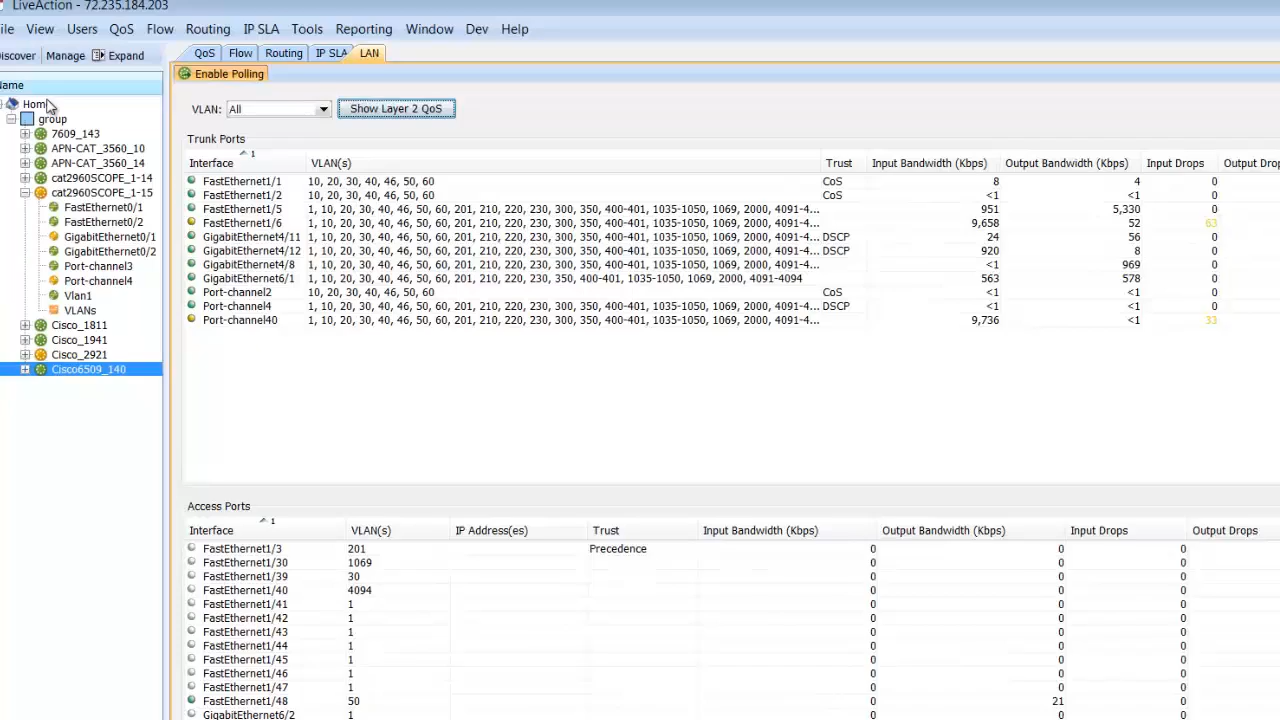 LiveAction - 72.235.184.203
ile View Users QoS Flow Routing IP SLA Tools Reporting Window Dev Help
iscover Manage Expand
QoS Flow Routing IP SLA LAN
Enable Polling
ame
Hom
group
7609_143
APN-CAT_3560_10
APN-CAT_3560_14
cat2960SCOPE_1-14
cat2960SCOPE_1-15
FastEthernet0/1
FastEthernet0/2
GigabitEthernet0/1
GigabitEthernet0/2
Port-channel3
Port-channel4
Vlan1
VLANs
Cisco_1811
Cisco_1941
Cisco_2921
Cisco6509_140
VLAN: All Show Layer 2 QoS
Trunk Ports
Interface 1 VLAN(s) Trust Input Bandwidth (Kbps) Output Bandwidth (Kbps) Input Drops Output Drop
FastEthernet1/1 10, 20, 30, 40, 46, 50, 60 CoS 8 4 0
FastEthernet1/2 10, 20, 30, 40, 46, 50, 60 CoS <1 <1 0
FastEthernet1/5 1, 10, 20, 30, 40, 46, 50, 60, 201, 210, 220, 230, 300, 350, 400-401, 1035-1050, 1069, 2000, 4091-4... 951 5,330 0
FastEthernet1/6 1, 10, 20, 30, 40, 46, 50, 60, 201, 210, 220, 230, 300, 350, 400-401, 1035-1050, 1069, 2000, 4091-4... 9,658 52 63
GigabitEthernet4/11 1, 10, 20, 30, 40, 46, 50, 60, 201, 210, 220, 230, 300, 350, 400-401, 1035-1050, 1069, 2000, 4091-4... DSCP 24 56 0
GigabitEthernet4/12 1, 10, 20, 30, 40, 46, 50, 60, 201, 210, 220, 230, 300, 350, 400-401, 1035-1050, 1069, 2000, 4091-4... DSCP 920 8 0
GigabitEthernet4/8 1, 10, 20, 30, 40, 46, 50, 60, 201, 210, 220, 230, 300, 350, 400-401, 1035-1050, 1069, 2000, 4091-4... <1 969 0
GigabitEthernet6/1 1, 10, 20, 30, 40, 46, 50, 60, 201, 210, 220, 230, 350, 400-401, 1035-1050, 1069, 2000, 4091-4094 563 578 0
Port-channel2 10, 20, 30, 40, 46, 50, 60 CoS <1 <1 0
Port-channel4 1, 10, 20, 30, 40, 46, 50, 60, 201, 210, 220, 230, 300, 350, 400-401, 1035-1050, 1069, 2000, 4091-4... DSCP <1 <1 0
Port-channel40 1, 10, 20, 30, 40, 46, 50, 60, 201, 210, 220, 230, 300, 350, 400-401, 1035-1050, 1069, 2000, 4091-4... 9,736 <1 33
Access Ports
Interface 1 VLAN(s) IP Address(es) Trust Input Bandwidth (Kbps) Output Bandwidth (Kbps) Input Drops Output Drops
FastEthernet1/3 201 Precedence 0 0 0
FastEthernet1/30 1069 0 0 0
FastEthernet1/39 30 0 0 0
FastEthernet1/40 4094 0 0 0
FastEthernet1/41 1 0 0 0
FastEthernet1/42 1 0 0 0
FastEthernet1/43 1 0 0 0
FastEthernet1/44 1 0 0 0
FastEthernet1/45 1 0 0 0
FastEthernet1/46 1 0 0 0
FastEthernet1/47 1 0 0 0
FastEthernet1/48 50 0 21 0
GigabitEthernet6/2 1 0 0 0